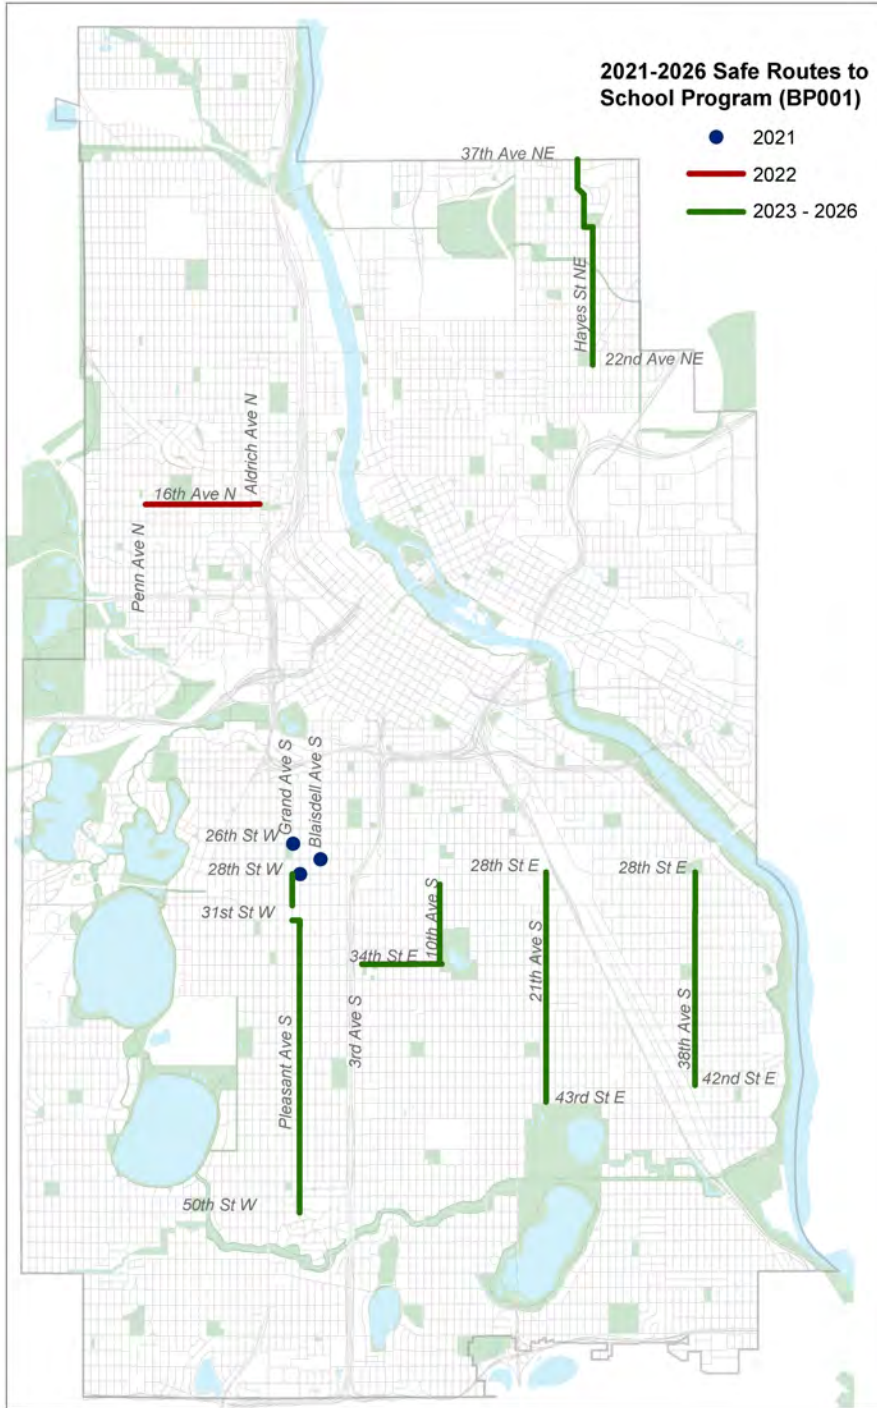 2021-2026 Safe Routes to
School Program (BP001)
2021
2022
2023 - 2026
37th Ave NE
Hayes St NE
22nd Ave NE
Aldrich Ave N
16th Ave N
Penn Ave N
Grand Ave S
Blaisdell Ave S
26th St W
28th St W
28th St E
28th St E
31st St W
10th Ave S
34th St E
21th Ave S
3rd Ave S
38th Ave S
Pleasant Ave S
42nd St E
43rd St E
50th St W